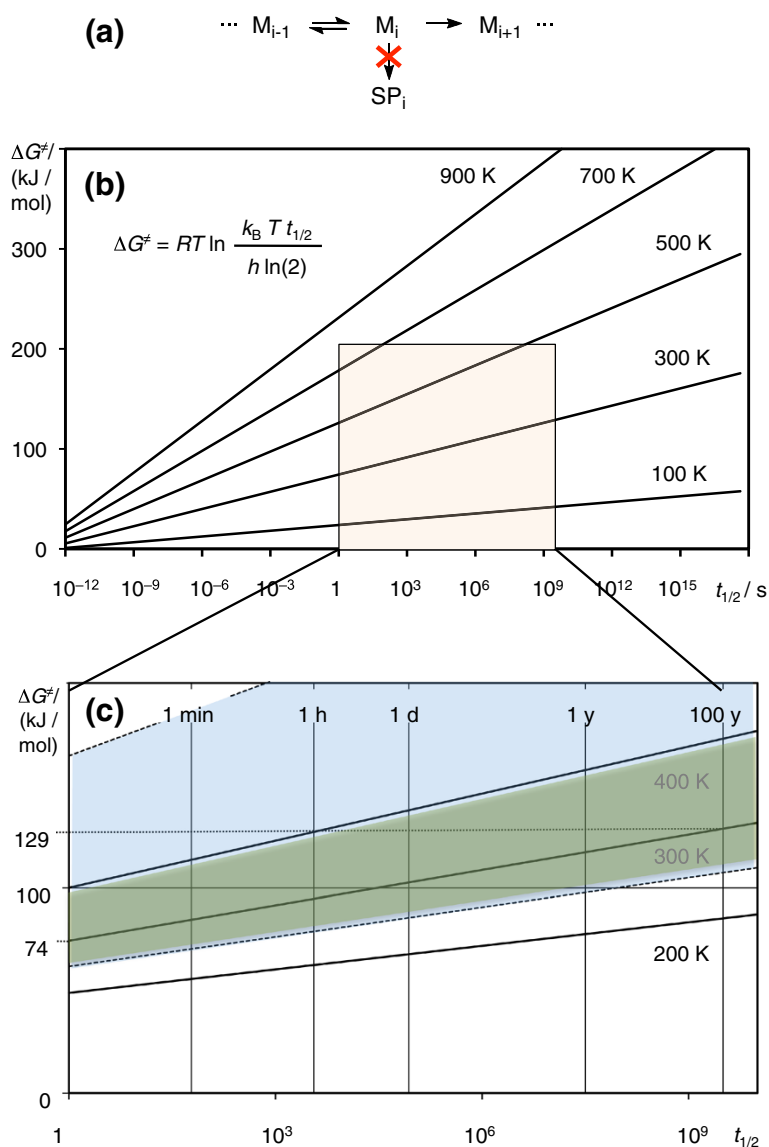 (a)
··· M_{i-1} ⇌ M_i → M_{i+1} ···
SP_i
ΔG^≠/
(kJ /
mol)
(b)
900 K
700 K
ΔG^≠ = RT ln \frac{k_B T t_{1/2}}{h ln(2)}
500 K
300 K
100 K
300
200
100
0
10^{–12} 10^{–9} 10^{–6} 10^{–3} 1 10^3 10^6 10^9 10^{12} 10^{15} t_{1/2} / s
ΔG^≠/
(kJ /
mol)
(c)
1 min 1 h 1 d 1 y 100 y
400 K
129
300 K
100
74
200 K
0
1 10^3 10^6 10^9 t_{1/2}